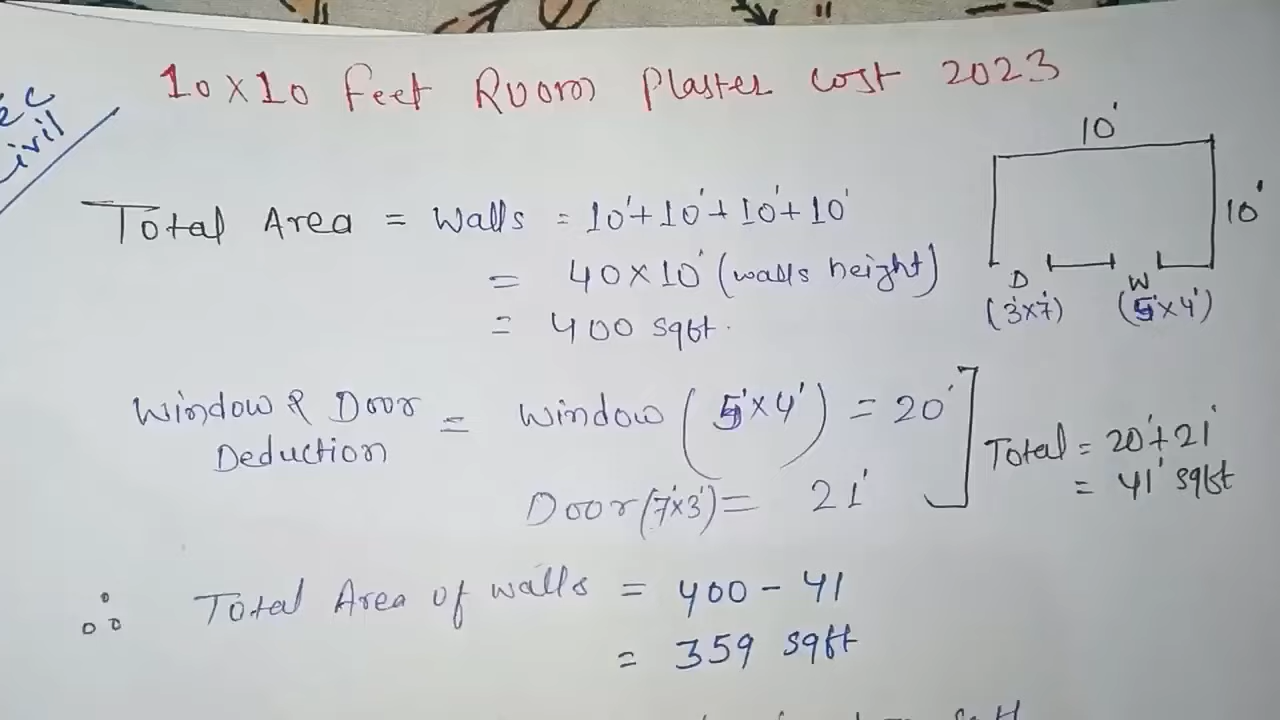 10x10 Feet Room Plaster Cost 2023
Civil
10'
10'
D
W
(3'x7')
(5'x4')
Total Area = Walls = 10'+10'+10'+10'
= 40x10' (walls height)
= 400 sqft.
Window & Door
Deduction
= Window (5'x4') = 20'
Door (7'x3') = 21'
Total = 20'+21'
= 41' sqft
∴ Total Area of walls = 400 - 41
= 359 sqft